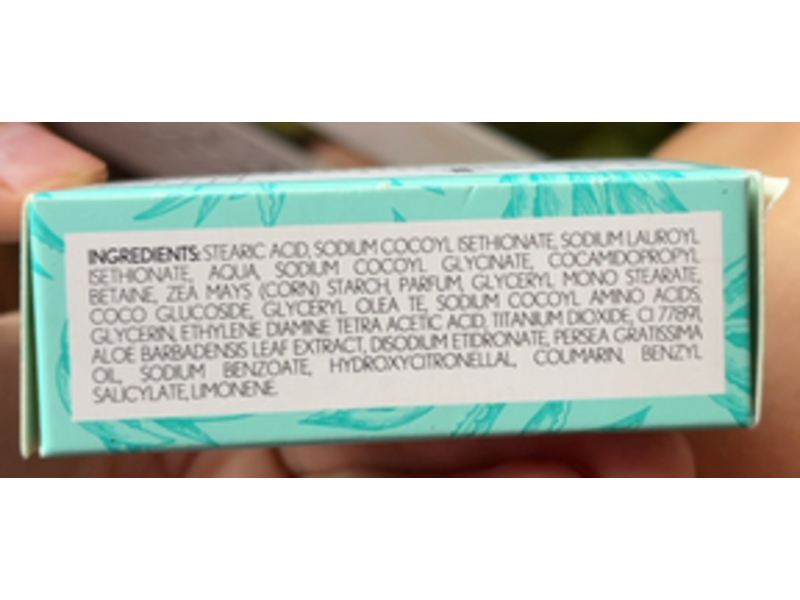 INGREDIENTS: STEARIC ACID, SODIUM COCOYL ISETHIONATE, SODIUM LAUROYL
ISETHIONATE, AQUA, SODIUM COCOYL GLYCINATE, COCAMIDOPROPYL
BETAINE, ZEA MAYS (CORN) STARCH, PARFUM, GLYCERYL MONO STEARATE,
COCO GLUCOSIDE, GLYCERYL OLEA TE, SODIUM COCOYL AMINO ACIDS,
GLYCERIN, ETHYLENE DIAMINE TETRA ACETIC ACID, TITANIUM DIOXIDE, CI 77891,
ALOE BARBADENSIS LEAF EXTRACT, DISODIUM ETIDRONATE, PERSEA GRATISSIMA
OIL, SODIUM BENZOATE, HYDROXYCITRONELLAL, COUMARIN, BENZYL
SALICYLATE, LIMONENE.